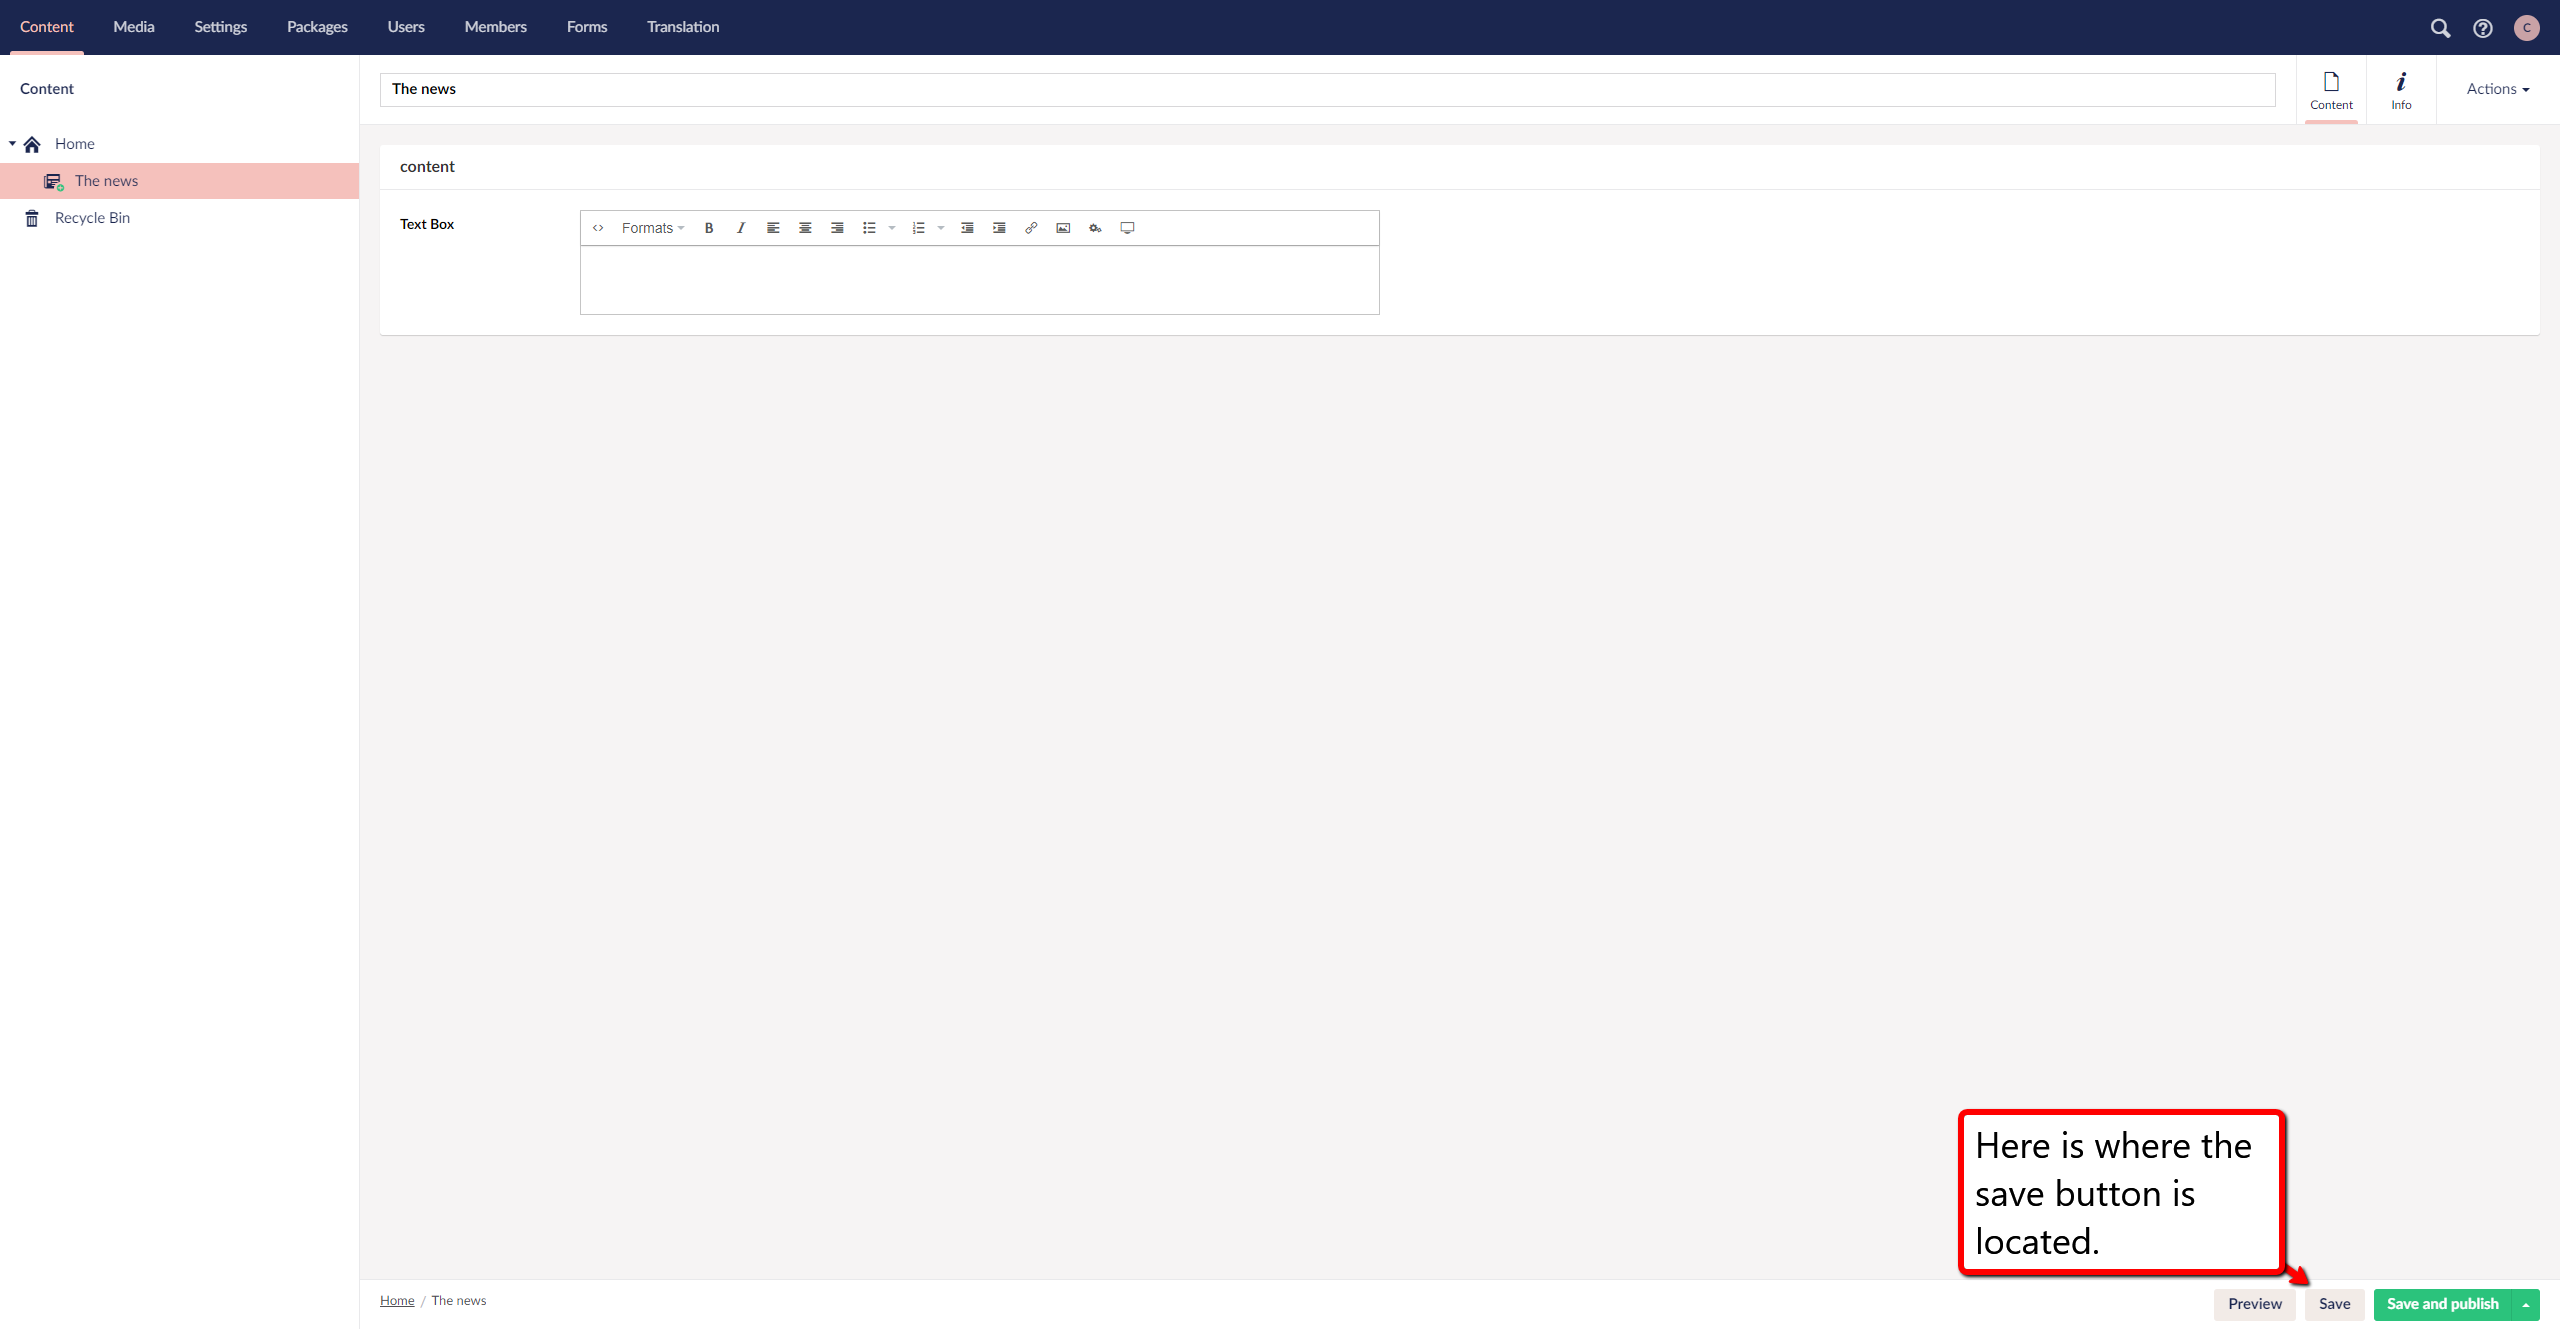 Content Media Settings Packages Users Members Forms Translation C
Content
The news
Content
Info
Actions
Home
The news
Recycle Bin
content
Text Box
Formats B I
Here is where the
save button is
located.
Home / The news
Preview Save Save and publish